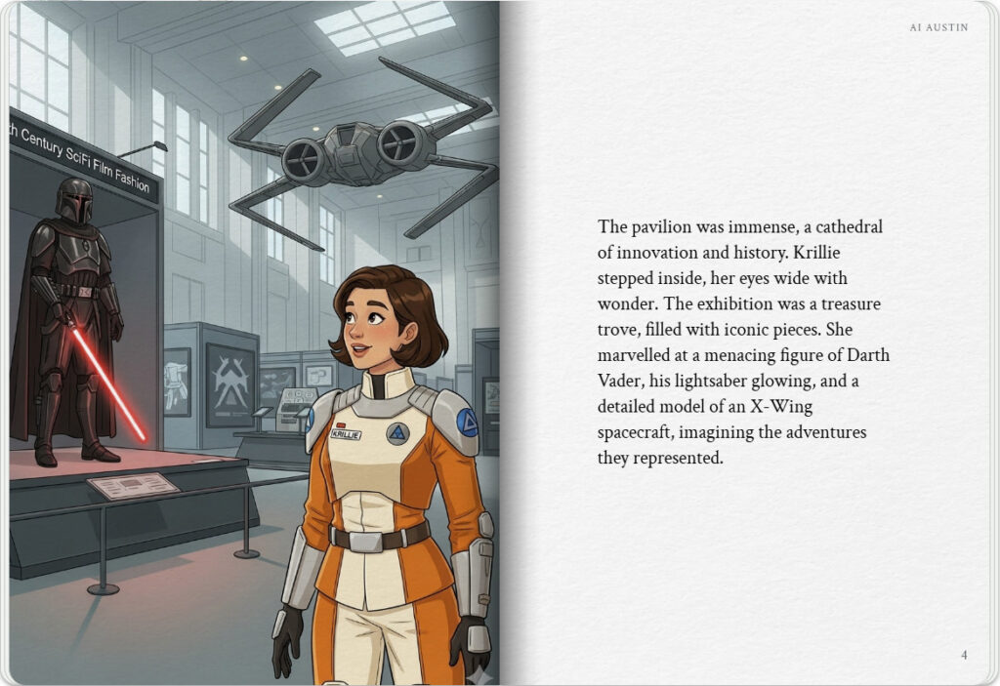 th Century SciFi Film Fashion
KRILLIE
AI AUSTIN
The pavilion was immense, a cathedral
of innovation and history. Krillie
stepped inside, her eyes wide with
wonder. The exhibition was a treasure
trove, filled with iconic pieces. She
marvelled at a menacing figure of Darth
Vader, his lightsaber glowing, and a
detailed model of an X-Wing
spacecraft, imagining the adventures
they represented.
4